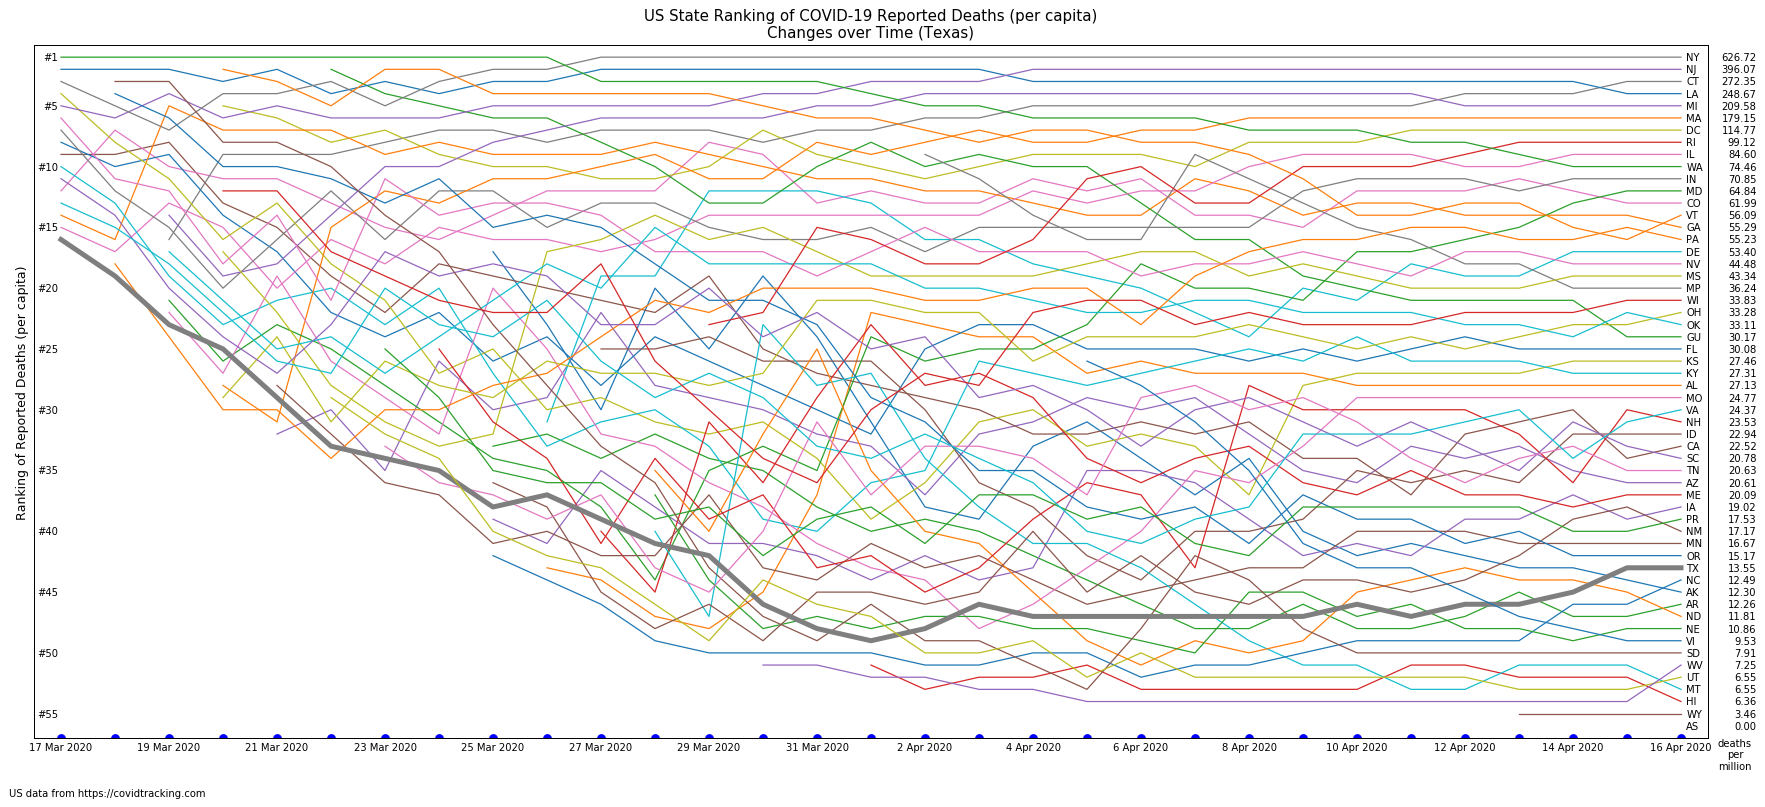 US State Ranking of COVID-19 Reported Deaths (per capita)
Changes over Time (Texas)
Ranking of Reported Deaths (per capita)
#1
#5
#10
#15
#20
#25
#30
#35
#40
#45
#50
#55
NY 626.72
NJ 396.07
CT 272.35
LA 248.67
MI 209.58
MA 179.15
DC 114.77
RI 99.12
IL 84.60
WA 74.46
IN 70.85
MD 64.84
CO 61.99
VT 56.09
GA 55.29
PA 55.23
DE 53.40
NV 44.48
MS 43.34
MP 36.24
WI 33.83
OH 33.28
OK 33.11
GU 30.17
FL 30.08
KS 27.46
KY 27.31
AL 27.13
MO 24.77
VA 24.37
NH 23.53
ID 22.94
CA 22.52
SC 20.78
TN 20.63
AZ 20.61
ME 20.09
IA 19.02
PR 17.53
NM 17.17
MN 16.67
OR 15.17
TX 13.55
NC 12.49
AK 12.30
AR 12.26
ND 11.81
NE 10.86
VI 9.53
SD 7.91
WV 7.25
UT 6.55
MT 6.55
HI 6.36
WY 3.46
AS 0.00
17 Mar 2020 19 Mar 2020 21 Mar 2020 23 Mar 2020 25 Mar 2020 27 Mar 2020 29 Mar 2020 31 Mar 2020 2 Apr 2020 4 Apr 2020 6 Apr 2020 8 Apr 2020 10 Apr 2020 12 Apr 2020 14 Apr 2020 16 Apr 2020
deaths
per
million
US data from https://covidtracking.com